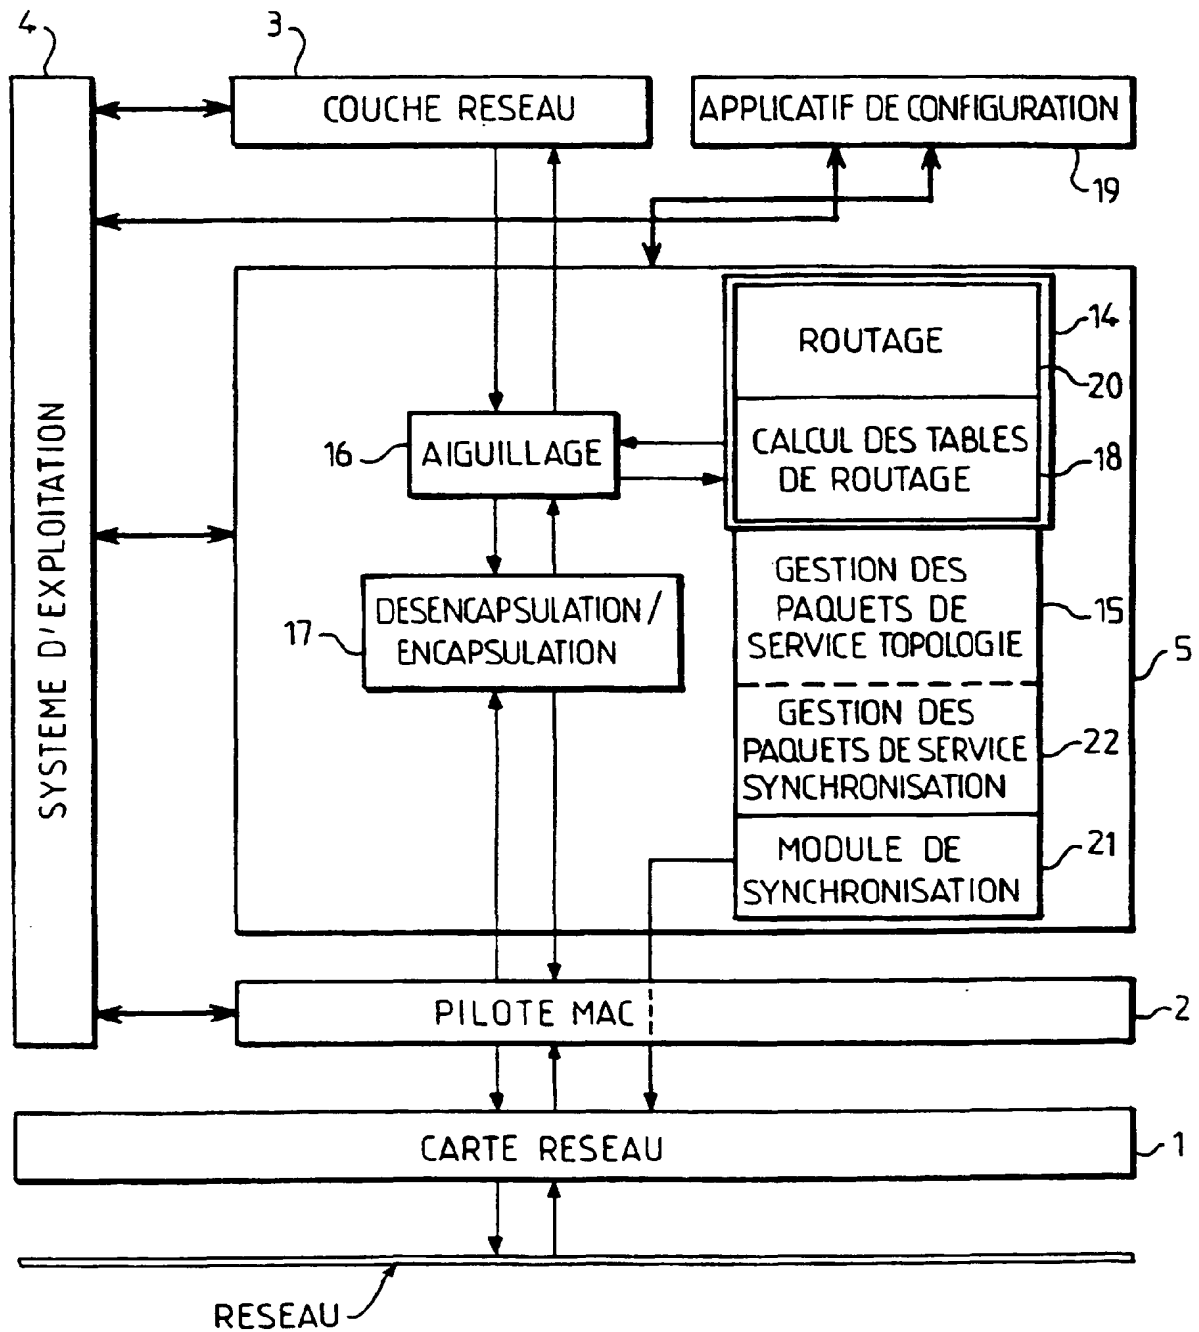 4
3
COUCHE RESEAU
APPLICATIF DE CONFIGURATION
19
SYSTEME D'EXPLOITATION
14
ROUTAGE
20
16
AIGUILLAGE
CALCUL DES TABLES
DE ROUTAGE
18
17
DESENCAPSULATION/
ENCAPSULATION
GESTION DES
PAQUETS DE
SERVICE TOPOLOGIE
15
5
GESTION DES
PAQUETS DE SERVICE
SYNCHRONISATION
22
MODULE DE
SYNCHRONISATION
21
PILOTE MAC
2
CARTE RESEAU
1
RESEAU